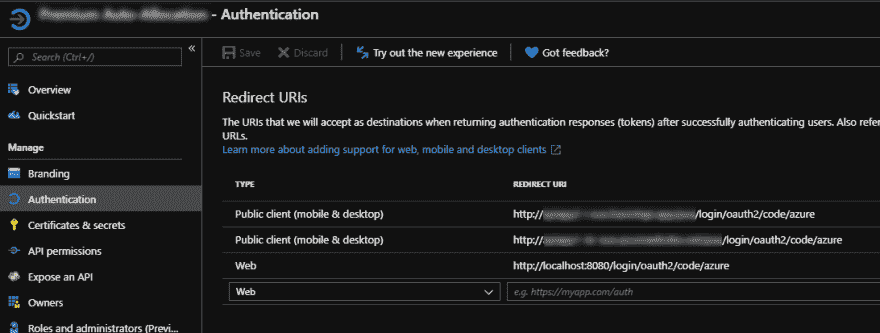 - Authentication
Search (Ctrl+/)
«
Overview
Quickstart
Manage
Branding
Authentication
Certificates & secrets
API permissions
Expose an API
Owners
Roles and administrators (Previ...
Save
Discard
Try out the new experience
Got feedback?
Redirect URIs
The URIs that we will accept as destinations when returning authentication responses (tokens) after successfully authenticating users. Also refer
URLs.
Learn more about adding support for web, mobile and desktop clients
TYPE REDIRECT URI
Public client (mobile & desktop) http:// /login/oauth2/code/azure
Public client (mobile & desktop) http:// /login/oauth2/code/azure
Web http://localhost:8080/login/oauth2/code/azure
Web e.g. https://myapp.com/auth